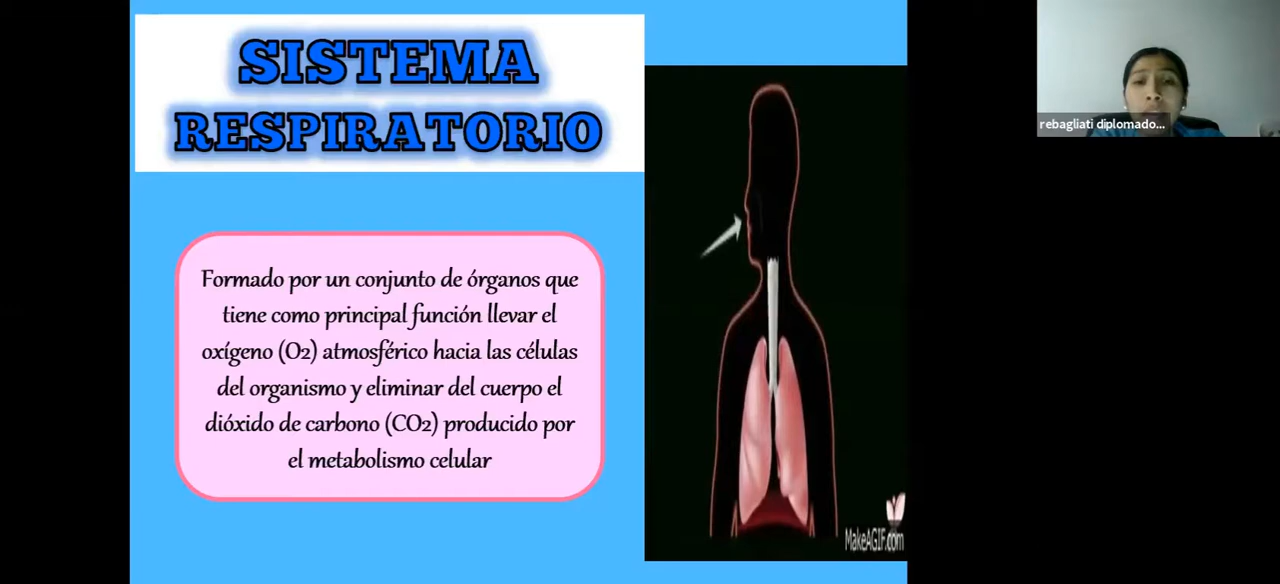 SISTEMA
RESPIRATORIO
Formado por un conjunto de órganos que
tiene como principal función llevar el
oxígeno (O2) atmosférico hacia las células
del organismo y eliminar del cuerpo el
dióxido de carbono (CO2) producido por
el metabolismo celular
MakeAGIF.com
rebagliati diplomado...